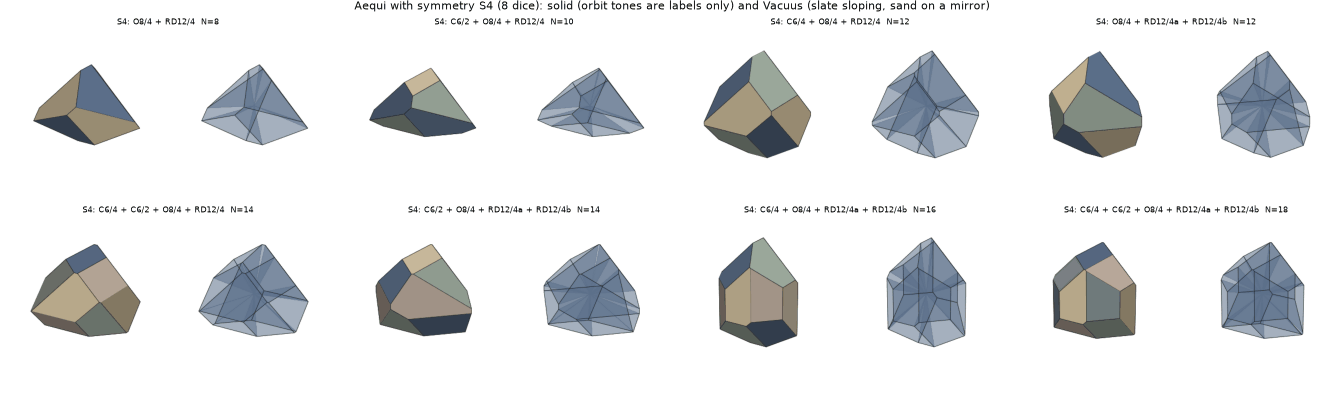 Aequi with symmetry S4 (8 dice): solid (orbit tones are labels only) and Vacuus (slate sloping, sand on a mirror)
S4: O8/4 + RD12/4  N=8
S4: C6/2 + O8/4 + RD12/4  N=10
S4: C6/4 + O8/4 + RD12/4  N=12
S4: O8/4 + RD12/4a + RD12/4b  N=12
S4: C6/4 + C6/2 + O8/4 + RD12/4  N=14
S4: C6/2 + O8/4 + RD12/4a + RD12/4b  N=14
S4: C6/4 + O8/4 + RD12/4a + RD12/4b  N=16
S4: C6/4 + C6/2 + O8/4 + RD12/4a + RD12/4b  N=18